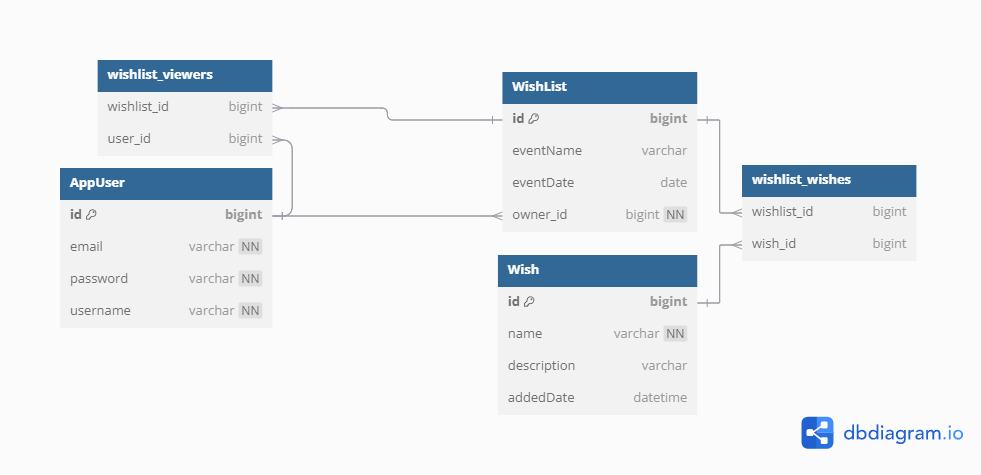 wishlist_viewers
wishlist_id bigint
user_id bigint
AppUser
id bigint
email varchar NN
password varchar NN
username varchar NN
WishList
id bigint
eventName varchar
eventDate date
owner_id bigint NN
Wish
id bigint
name varchar NN
description varchar
addedDate datetime
wishlist_wishes
wishlist_id bigint
wish_id bigint
dbdiagram.io